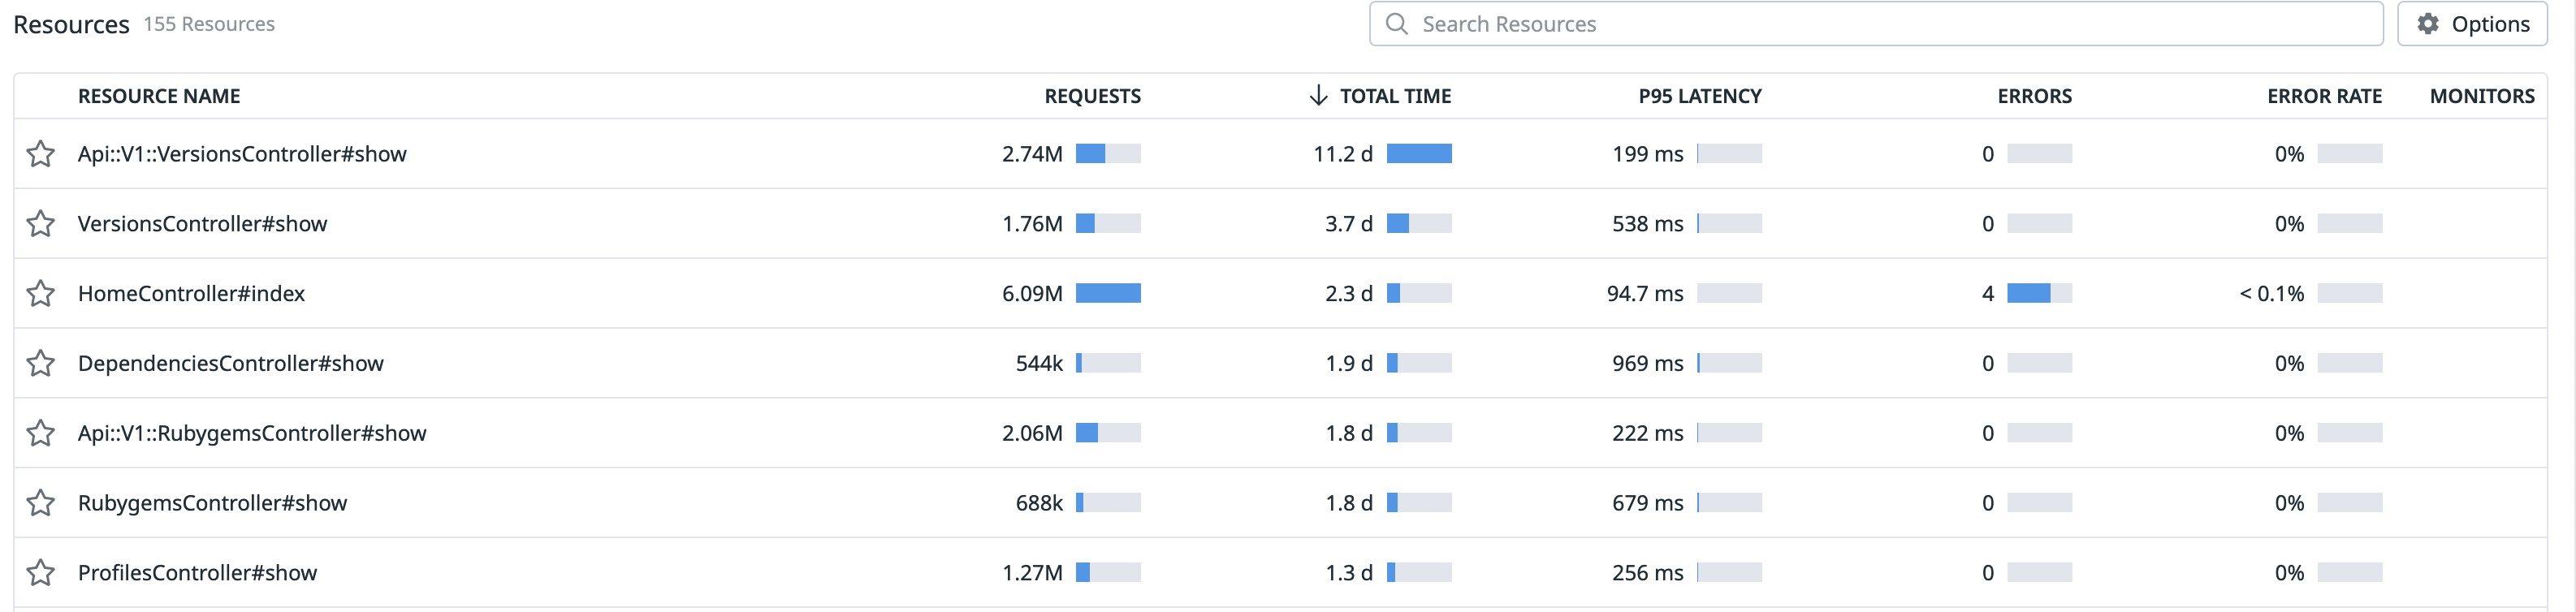 Resources 155 Resources Search Resources Options
RESOURCE NAME REQUESTS ↓ TOTAL TIME P95 LATENCY ERRORS ERROR RATE MONITORS
Api::V1::VersionsController#show 2.74M 11.2 d 199 ms 0 0%
VersionsController#show 1.76M 3.7 d 538 ms 0 0%
HomeController#index 6.09M 2.3 d 94.7 ms 4 < 0.1%
DependenciesController#show 544k 1.9 d 969 ms 0 0%
Api::V1::RubygemsController#show 2.06M 1.8 d 222 ms 0 0%
RubygemsController#show 688k 1.8 d 679 ms 0 0%
ProfilesController#show 1.27M 1.3 d 256 ms 0 0%